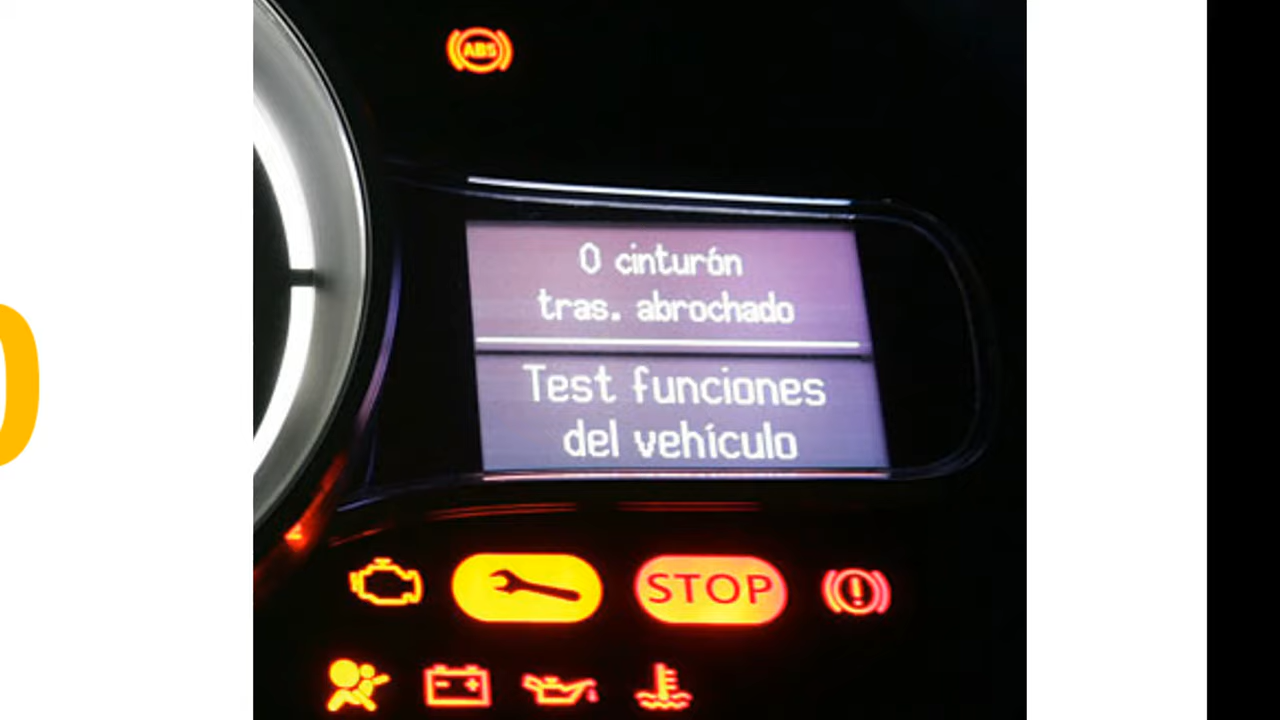 ABS
0 cinturón
tras. abrochado
Test funciones
del vehículo
STOP